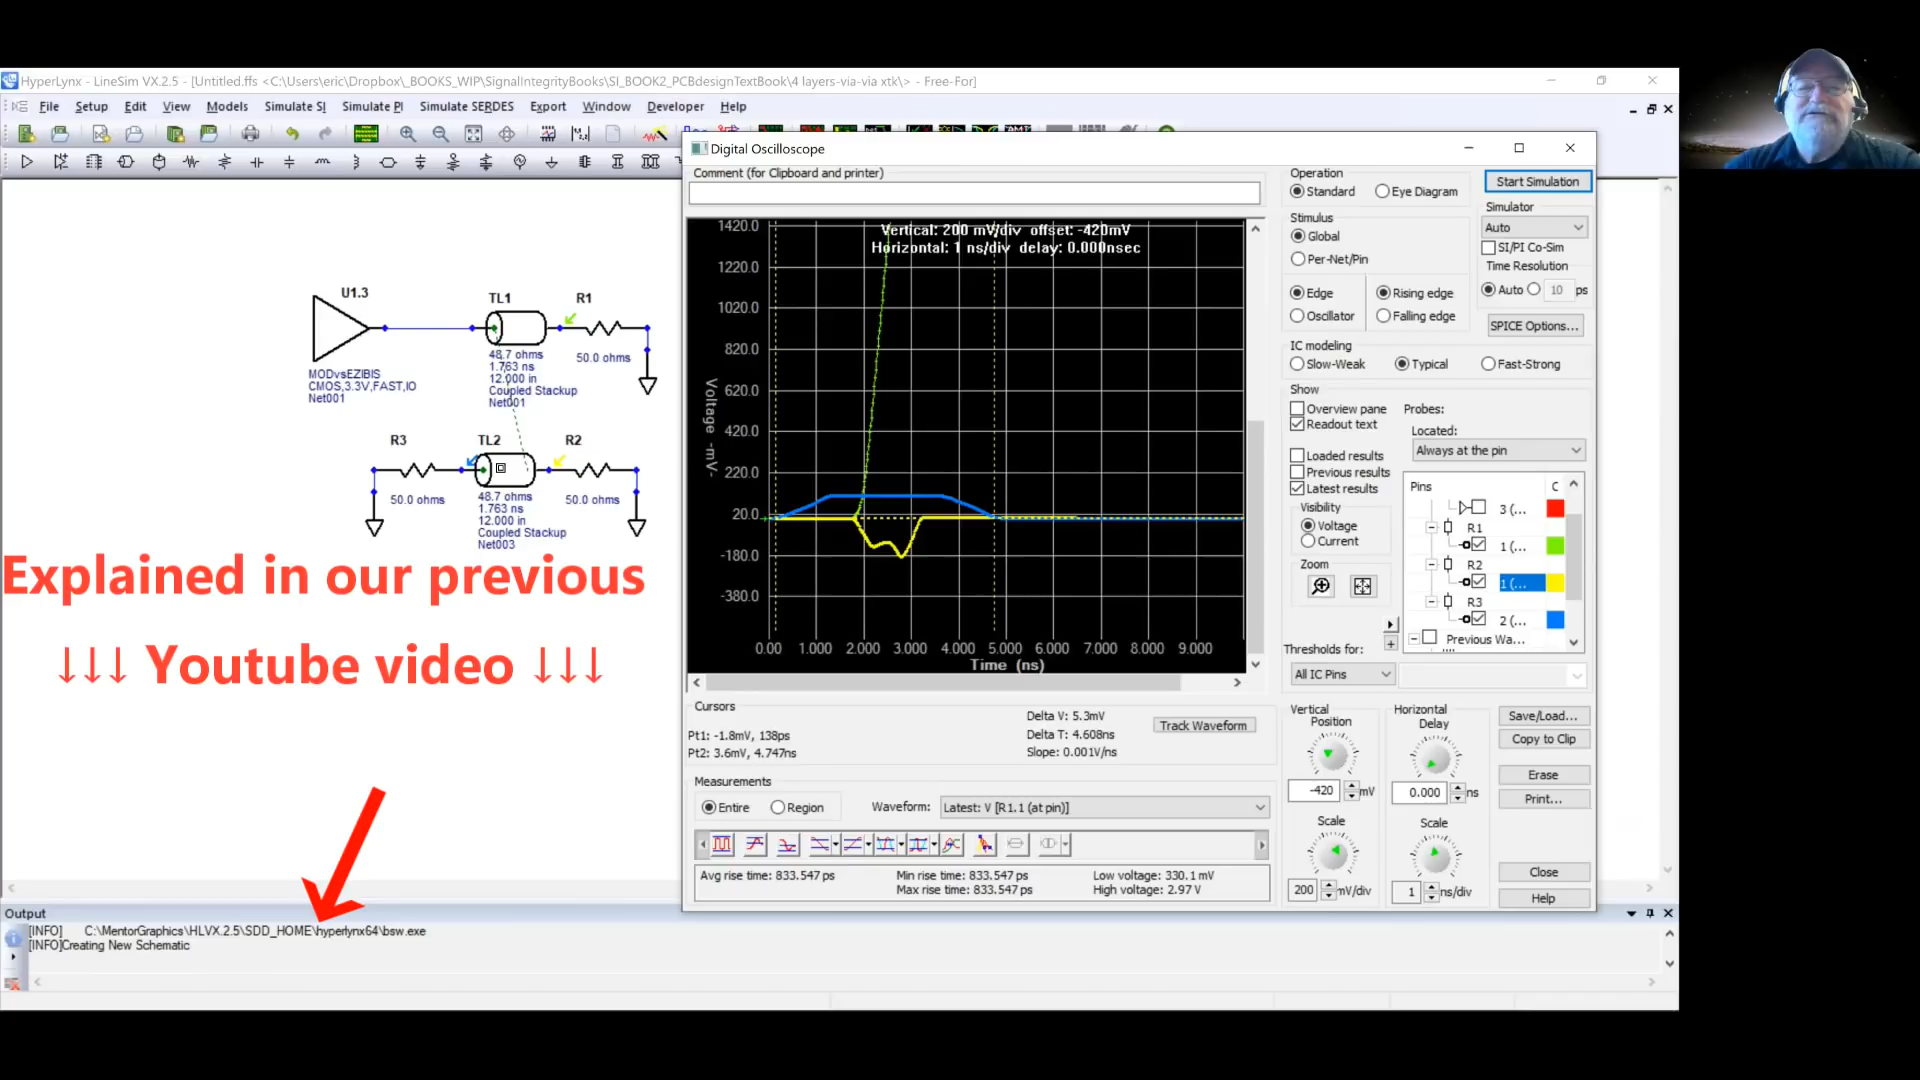 HyperLynx - LineSim VX.2.5 - [Untitled.ffs <C:\Users\eric\Dropbox\_BOOKS_WIP\SignalIntegrityBooks\SI_BOOK2_PCBdesignTextBook\4 layers-via-via xtk\> - Free-For]
File Setup Edit View Models Simulate SI Simulate PI Simulate SERDES Export Window Developer Help
Digital Oscilloscope
Comment (for Clipboard and printer)
Vertical: 200 mV/div offset: -420mV
Horizontal: 1 ns/div delay: 0.000nsec
1420.0
1220.0
1020.0
820.0
620.0
420.0
220.0
20.0
-180.0
-380.0
Voltage -mV-
0.00 1.000 2.000 3.000 4.000 5.000 6.000 7.000 8.000 9.000
Time (ns)
U1.3
MODvsEZIBIS
CMOS,3.3V,FAST,IO
Net001
TL1
48.7 ohms
1.763 ns
12.000 in
Coupled Stackup
Net001
R1
50.0 ohms
R3
50.0 ohms
TL2
48.7 ohms
1.763 ns
12.000 in
Coupled Stackup
Net003
R2
50.0 ohms
Explained in our previous
↓↓↓ Youtube video ↓↓↓
Operation
Standard Eye Diagram
Start Simulation
Stimulus
Global
Per-Net/Pin
Simulator
Auto
SI/PI Co-Sim
Time Resolution
Auto 10 ps
Edge Rising edge
Oscillator Falling edge
SPICE Options...
IC modeling
Slow-Weak Typical Fast-Strong
Show
Overview pane
Readout text
Loaded results
Previous results
Latest results
Visibility
Voltage
Current
Zoom
Probes:
Located:
Always at the pin
Pins C
3 (...
R1
1 (...
R2
1 (...
R3
2 (...
Previous Wa...
Thresholds for:
All IC Pins
Cursors
Pt1: -1.8mV, 138ps
Pt2: 3.6mV, 4.747ns
Delta V: 5.3mV
Delta T: 4.608ns
Slope: 0.001V/ns
Track Waveform
Measurements
Entire Region
Waveform: Latest: V [R1.1 (at pin)]
Avg rise time: 833.547 ps
Min rise time: 833.547 ps
Max rise time: 833.547 ps
Low voltage: 330.1 mV
High voltage: 2.97 V
Vertical
Position
-420 mV
Scale
200 mV/div
Horizontal
Delay
0.000 ns
Scale
1 ns/div
Save/Load...
Copy to Clip
Erase
Print...
Close
Help
Output
[INFO] C:\MentorGraphics\HLVX.2.5\SDD_HOME\hyperlynx64\bsw.exe
[INFO]Creating New Schematic